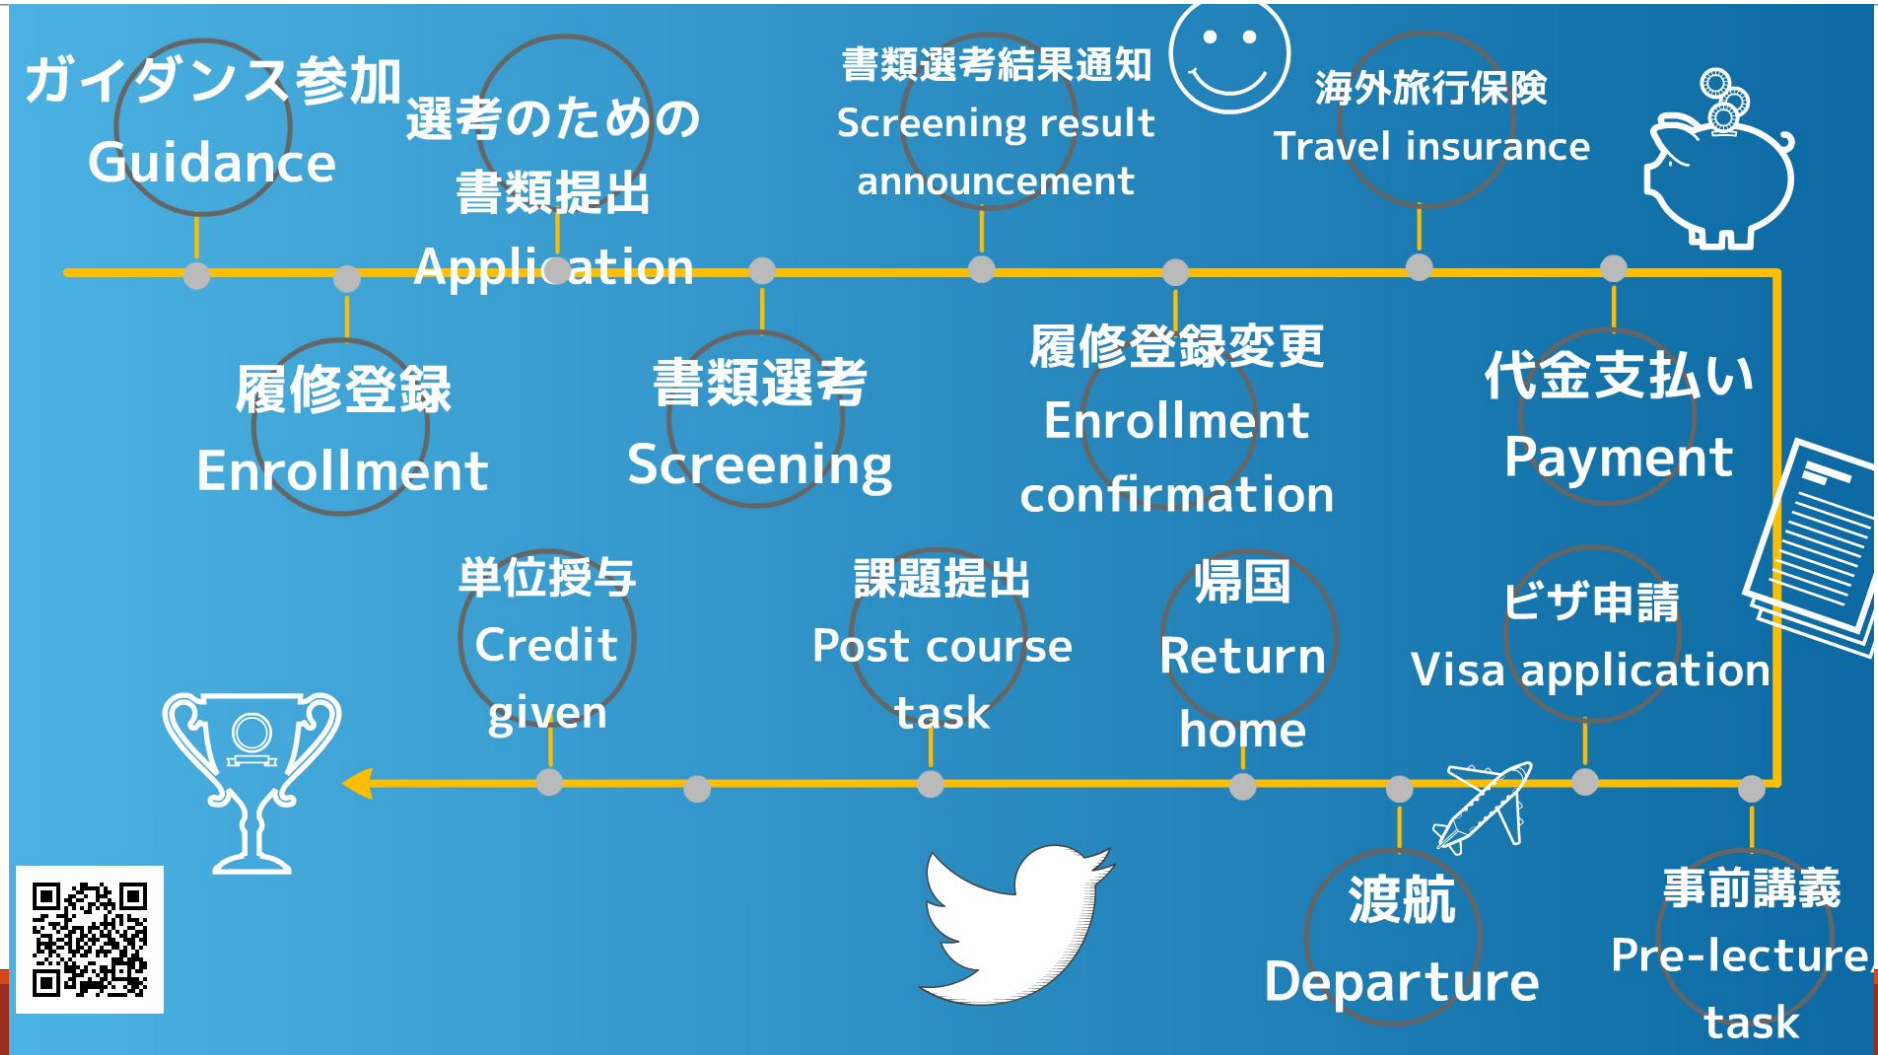 ガイダンス参加
Guidance
履修登録
Enrollment
選考のための
書類提出
Application
書類選考
Screening
書類選考結果通知
Screening result
announcement
履修登録変更
Enrollment
confirmation
海外旅行保険
Travel insurance
代金支払い
Payment
事前講義
Pre-lecture,
task
ビザ申請
Visa application
渡航
Departure
帰国
Return
home
課題提出
Post course
task
単位授与
Credit
given